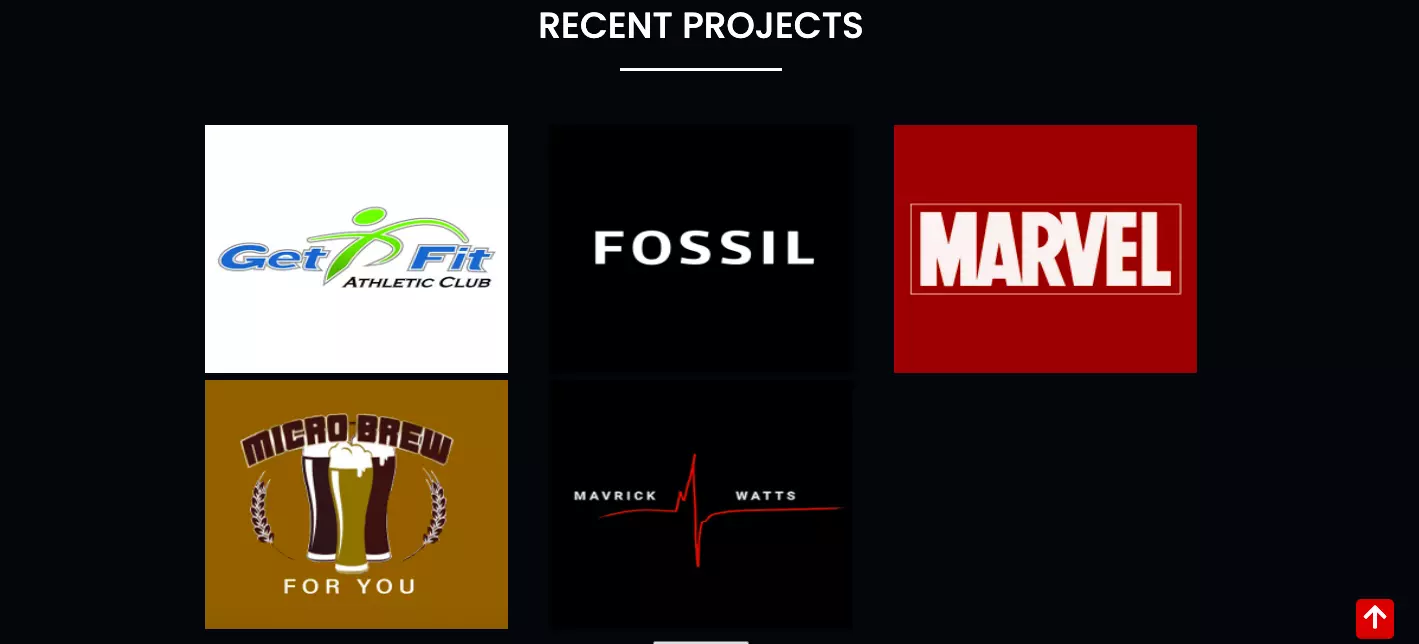 RECENT PROJECTS
Get Fit
ATHLETIC CLUB
FOSSIL
MARVEL
MICRO-BREW
FOR YOU
MAVRICK WATTS